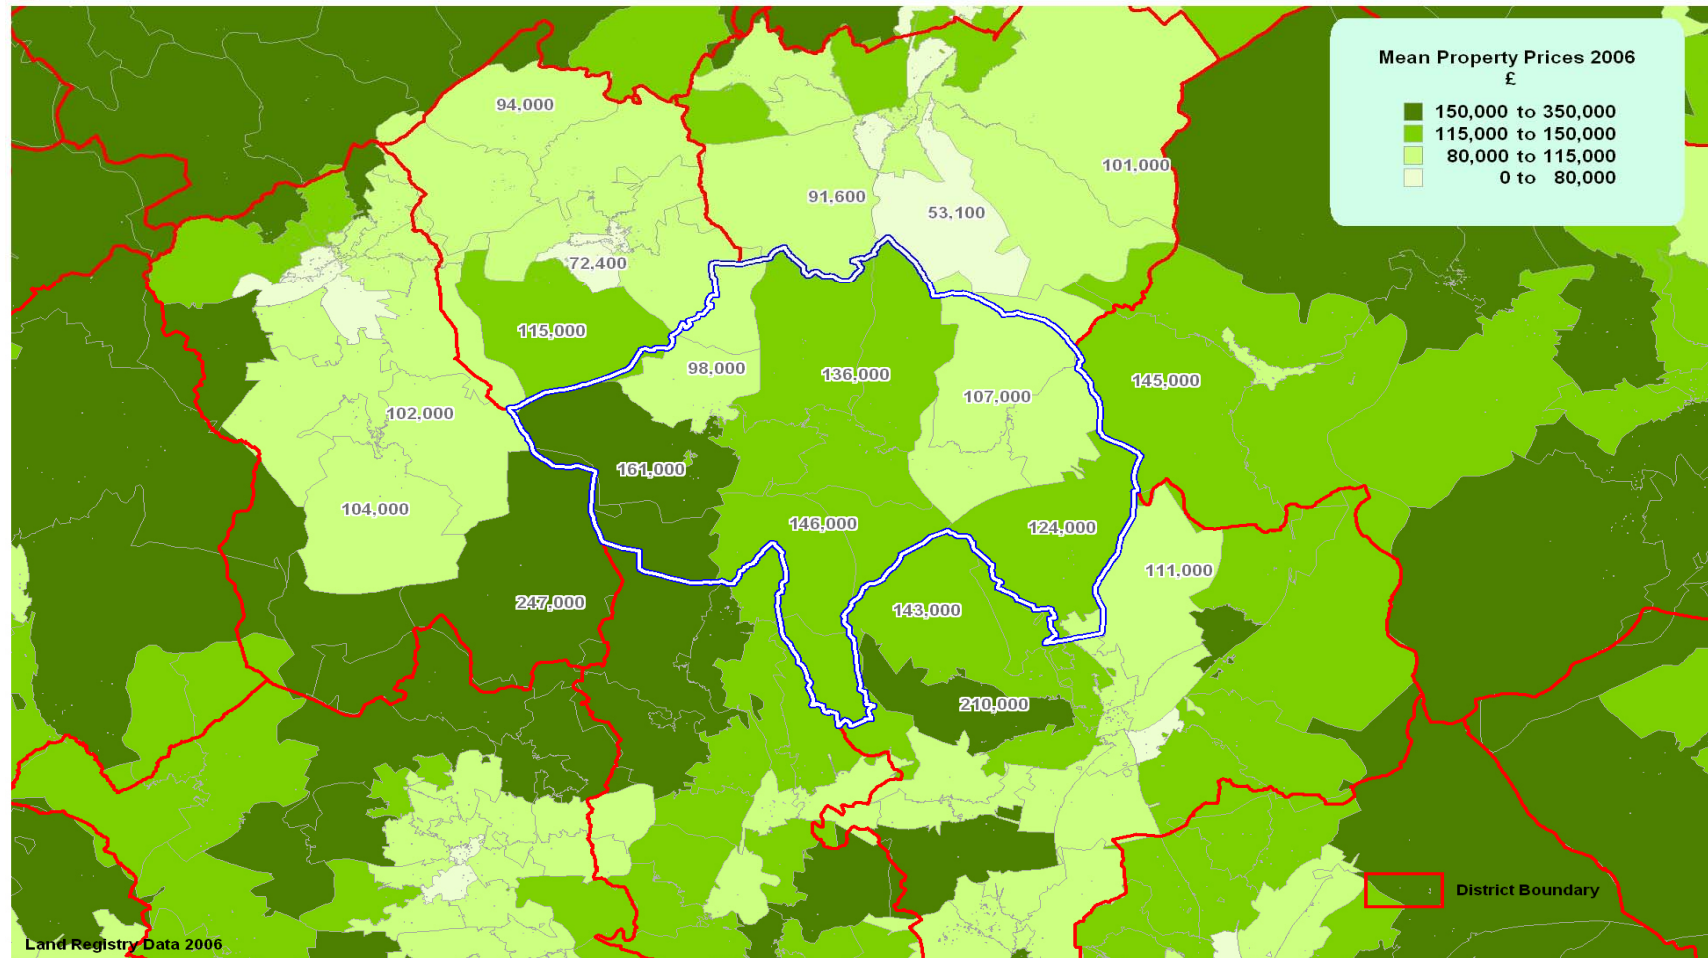 Mean Property Prices 2006
£
150,000 to 350,000
115,000 to 150,000
80,000 to 115,000
0 to 80,000
94,000
101,000
91,600
53,100
72,400
115,000
98,000
136,000
145,000
107,000
102,000
161,000
104,000
146,000
124,000
111,000
247,000
143,000
210,000
District Boundary
Land Registry Data 2006